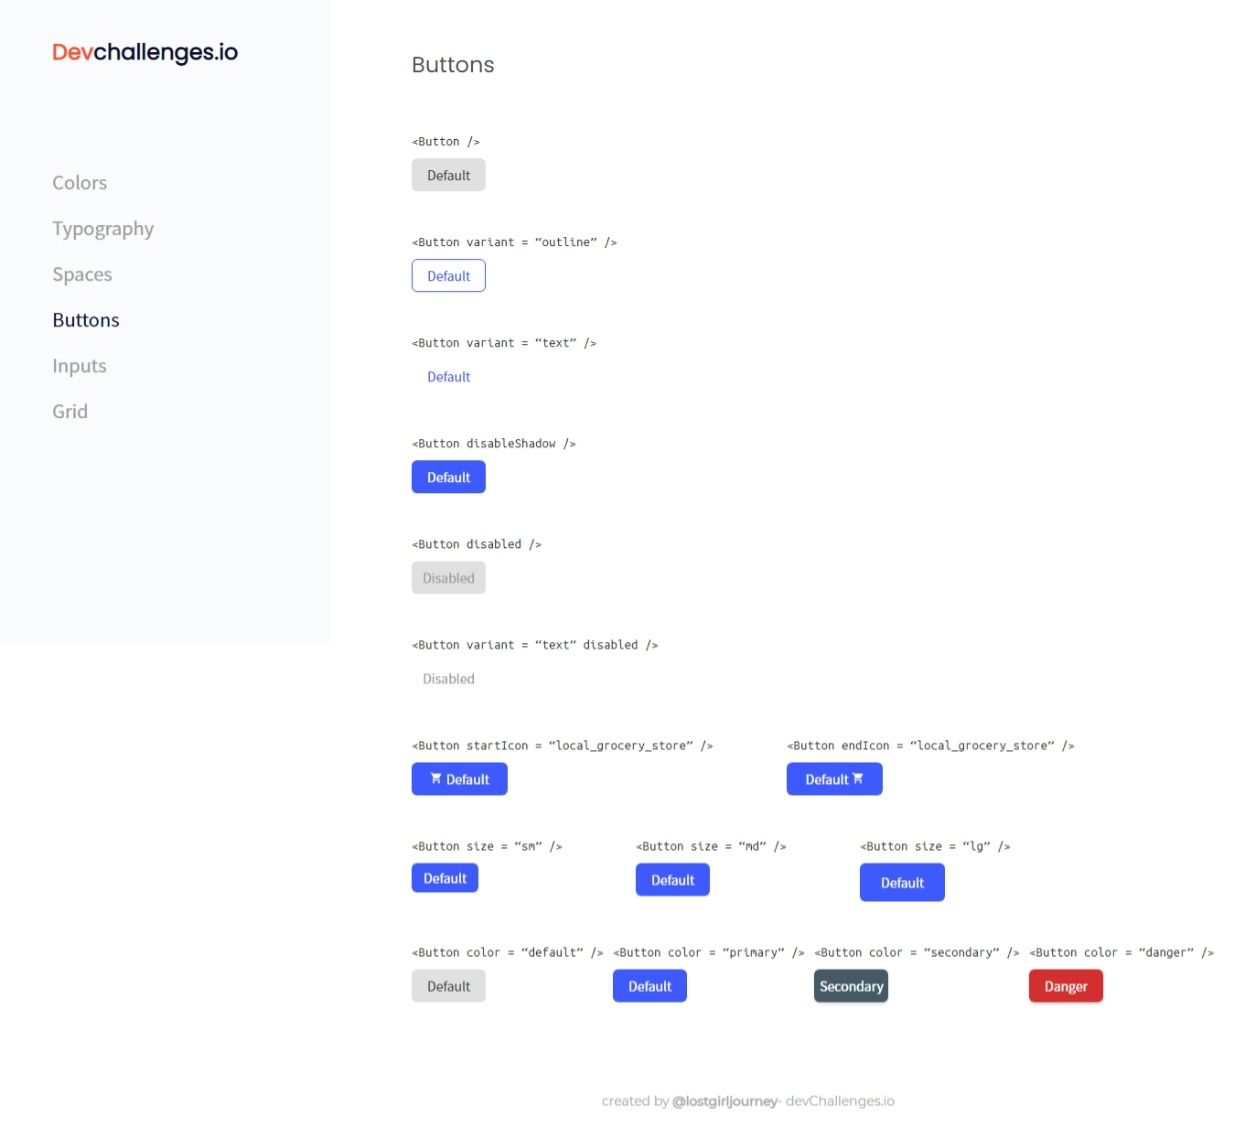 Devchallenges.io
Colors
Typography
Spaces
Buttons
Inputs
Grid
Buttons
<Button />
Default
<Button variant = “outline” />
Default
<Button variant = “text” />
Default
<Button disableShadow />
Default
<Button disabled />
Disabled
<Button variant = “text” disabled />
Disabled
<Button startIcon = “local_grocery_store” /> <Button endIcon = “local_grocery_store” />
Default Default
<Button size = “sm” /> <Button size = “md” /> <Button size = “lg” />
Default Default Default
<Button color = “default” /> <Button color = “primary” /> <Button color = “secondary” /> <Button color = “danger” />
Default Default Secondary Danger
created by @lostgirljourney- devChallenges.io